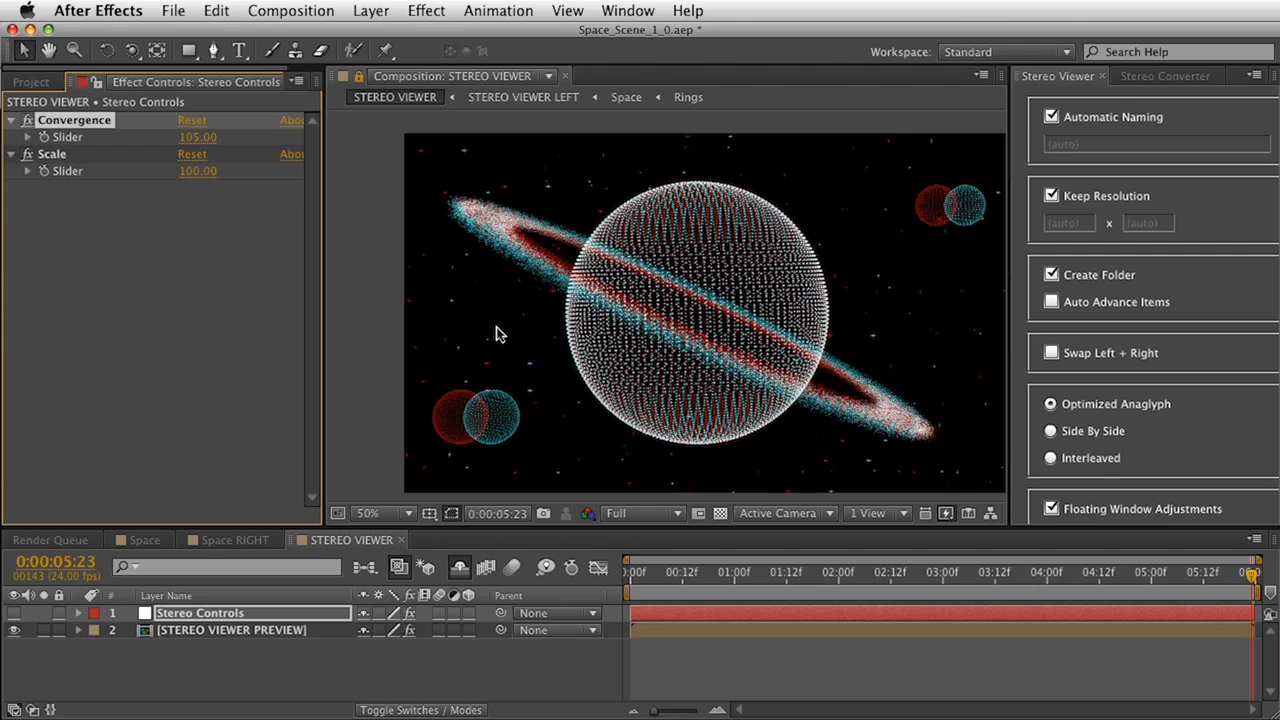 After Effects File Edit Composition Layer Effect Animation View Window Help
Space_Scene_1_0.aep *
Workspace: Standard Search Help
Project Effect Controls: Stereo Controls Composition: STEREO VIEWER Stereo Viewer Stereo Converter
STEREO VIEWER • Stereo Controls
STEREO VIEWER STEREO VIEWER LEFT Space Rings
Convergence Reset Abou
Slider 105.00
Scale Reset Abou
Slider 100.00
Automatic Naming
(auto)
Keep Resolution
(auto) x (auto)
Create Folder
Auto Advance Items
Swap Left + Right
Optimized Anaglyph
Side By Side
Interleaved
Floating Window Adjustments
50% 0:00:05:23 Full Active Camera 1 View
Render Queue Space Space RIGHT STEREO VIEWER
0:00:05:23
00143 (24.00 fps)
:00f 00:12f 01:00f 01:12f 02:00f 02:12f 03:00f 03:12f 04:00f 04:12f 05:00f 05:12f
# Layer Name Parent
1 Stereo Controls None
2 [STEREO VIEWER PREVIEW] None
Toggle Switches / Modes